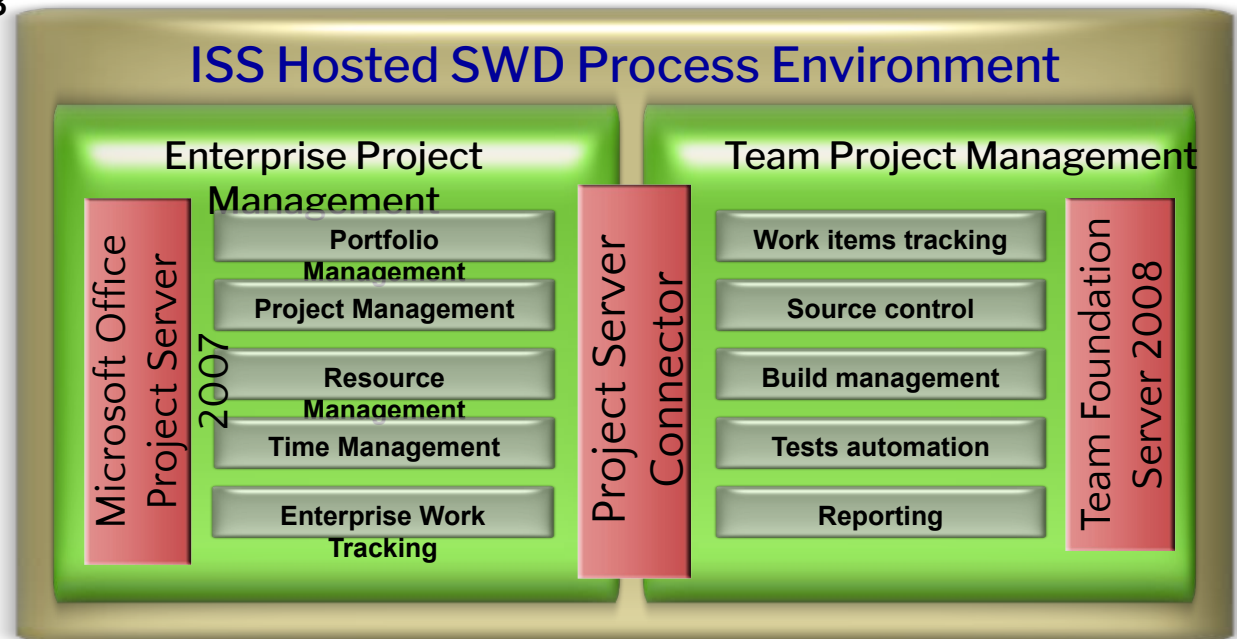 ISS Hosted SWD Process Environment
Enterprise Project
Management
Microsoft Office
Project Server
2007
Portfolio
Management
Project Management
Resource
Management
Time Management
Enterprise Work
Tracking
Project Server
Connector
Team Project Management
Work items tracking
Source control
Build management
Tests automation
Reporting
Team Foundation
Server 2008